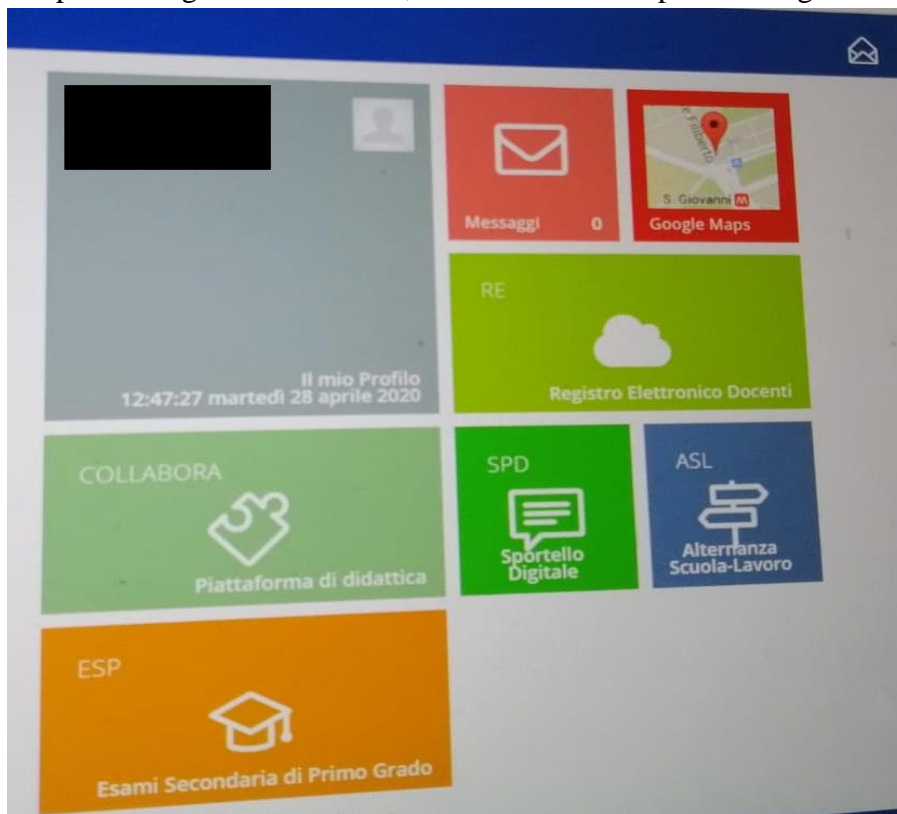 Il mio Profilo
12:47:27 martedì 28 aprile 2020
Messaggi 0
e Filiberto
S. Giovanni M
Google Maps
RE
Registro Elettronico Docenti
COLLABORA
Piattaforma di didattica
SPD
Sportello
Digitale
ASL
Alternanza
Scuola-Lavoro
ESP
Esami Secondaria di Primo Grado